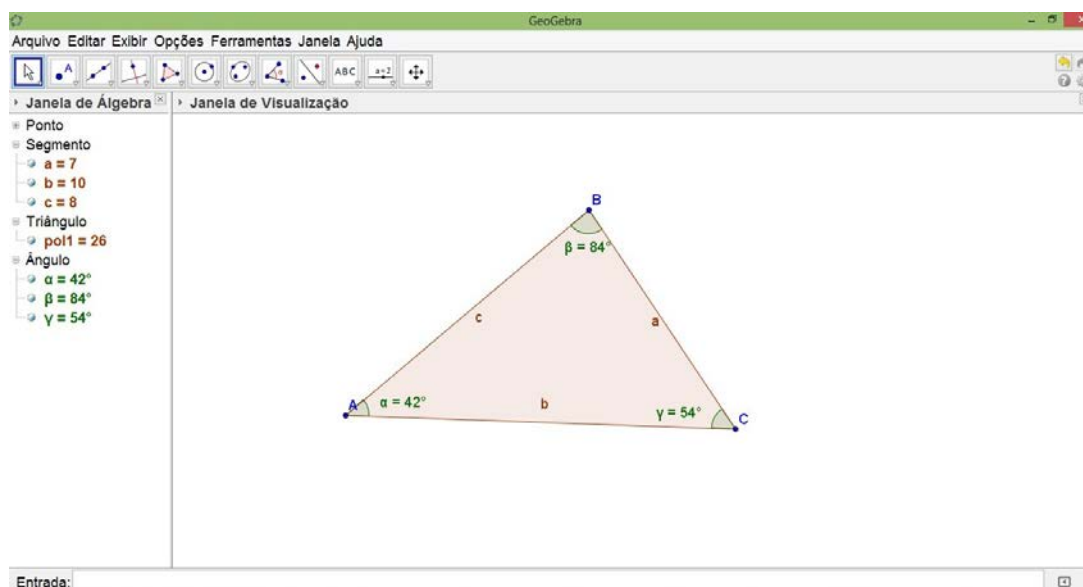 GeoGebra
Arquivo Editar Exibir Opções Ferramentas Janela Ajuda
A
ABC
a=2
Janela de Álgebra
Janela de Visualização
Ponto
Segmento
a = 7
b = 10
c = 8
Triângulo
pol1 = 26
Ângulo
α = 42°
β = 84°
γ = 54°
B
β = 84°
c
a
A
α = 42°
b
γ = 54°
C
Entrada: